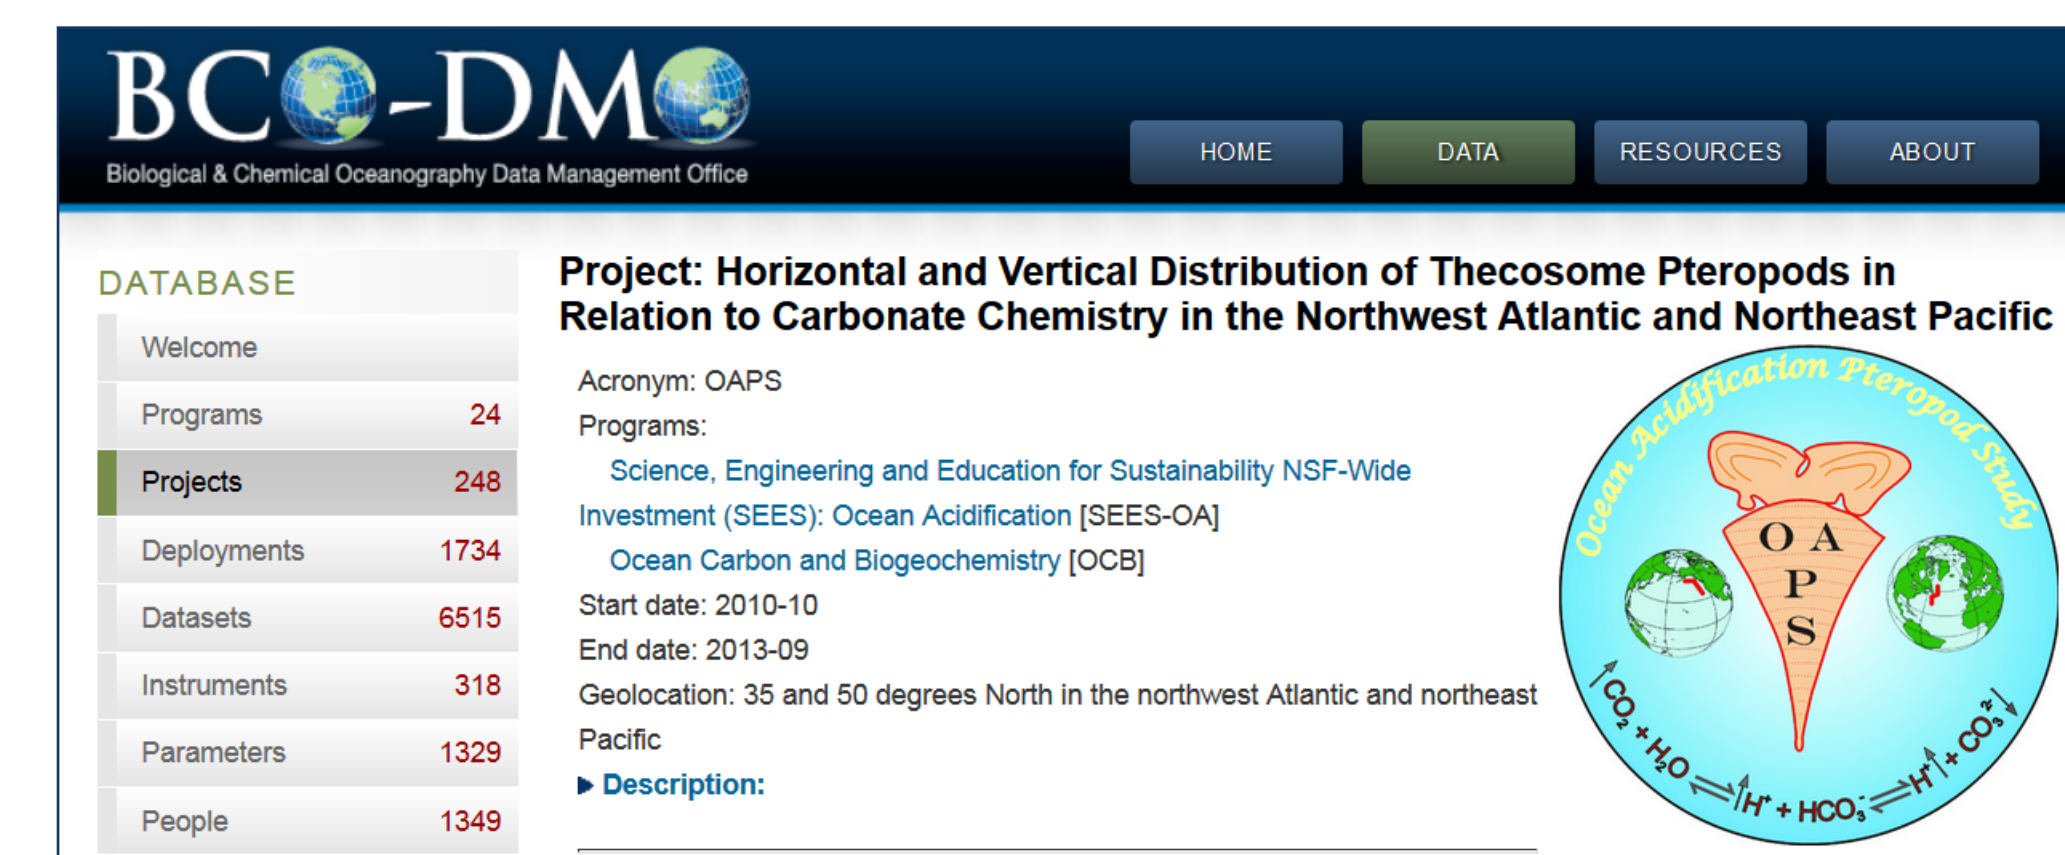 BCO-DMO
Biological & Chemical Oceanography Data Management Office
HOME
DATA
RESOURCES
ABOUT
DATABASE
Welcome
Programs 24
Projects 248
Deployments 1734
Datasets 6515
Instruments 318
Parameters 1329
People 1349
Project: Horizontal and Vertical Distribution of Thecosome Pteropods in
Relation to Carbonate Chemistry in the Northwest Atlantic and Northeast Pacific
Acronym: OAPS
Programs:
Science, Engineering and Education for Sustainability NSF-Wide
Investment (SEES): Ocean Acidification [SEES-OA]
Ocean Carbon and Biogeochemistry [OCB]
Start date: 2010-10
End date: 2013-09
Geolocation: 35 and 50 degrees North in the northwest Atlantic and northeast
Pacific
Description:
Ocean Acidification Pteropod Study
O A
P
S
↑CO₂ + H₂O ⇌ ↑H⁺ + HCO₃⁻ ⇌ H⁺↑ + CO₃²⁻↓